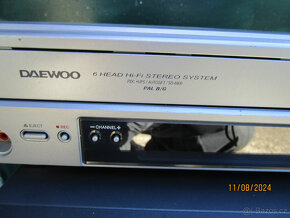 DAEWOO 6 HEAD Hi-Fi STEREO SYSTEM
PAL B/G
EJECT REC − CHANNEL +
11/08/2024